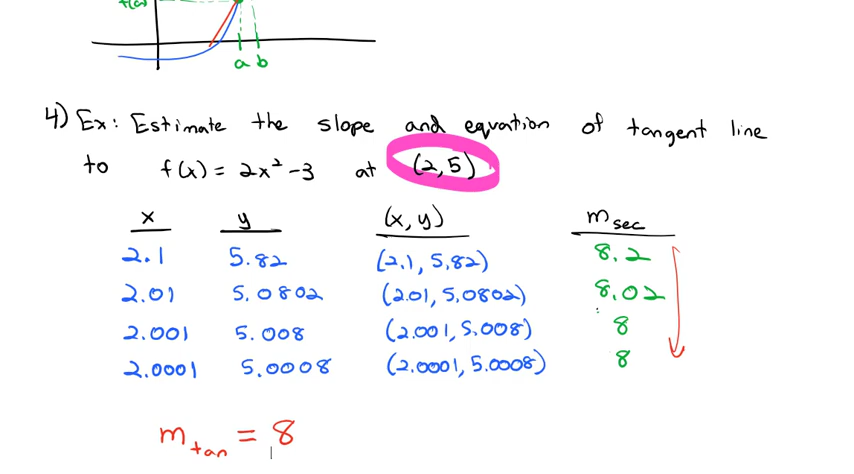 f(a)
a b
4) Ex: Estimate the slope and equation of tangent line
to f(x) = 2x² - 3 at (2,5)
x y (x,y) m sec
2.1 5.82 (2.1, 5.82) 8.2
2.01 5.0802 (2.01, 5.0802) 8.02
2.001 5.008 (2.001, 5.008) 8
2.0001 5.0008 (2.0001, 5.0008) 8
m tan = 8